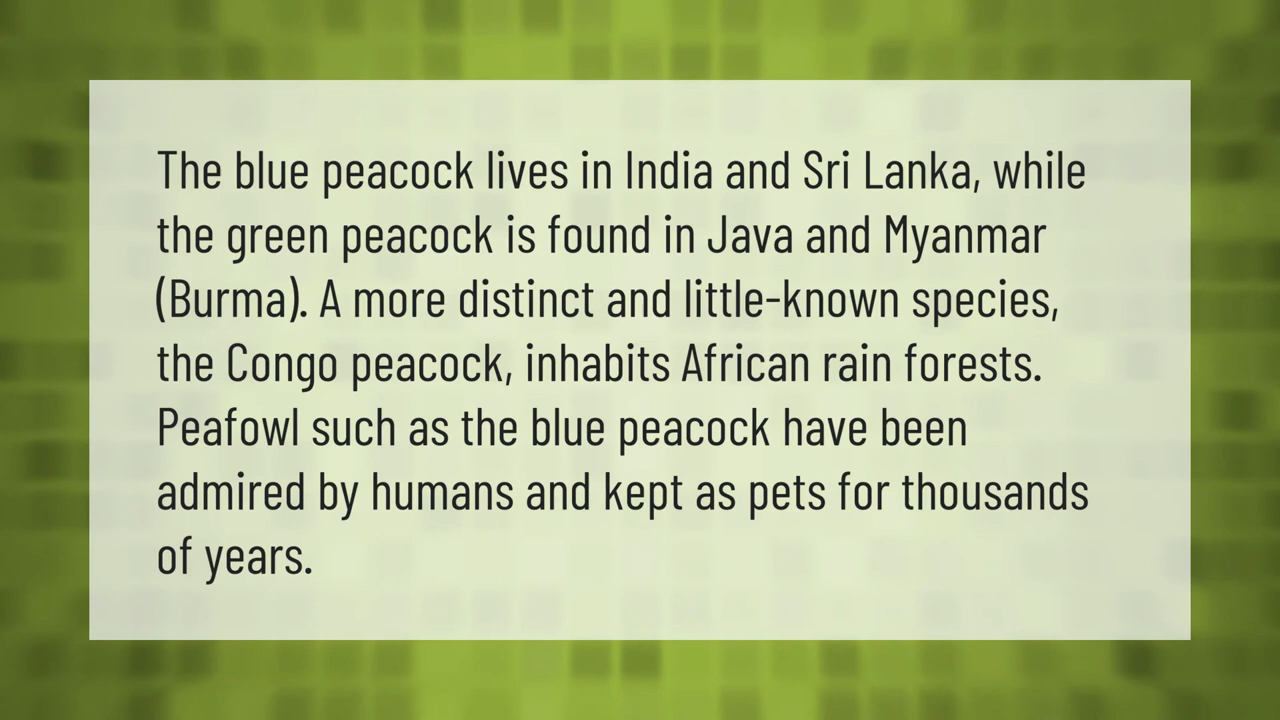 The blue peacock lives in India and Sri Lanka, while
the green peacock is found in Java and Myanmar
(Burma). A more distinct and little-known species,
the Congo peacock, inhabits African rain forests.
Peafowl such as the blue peacock have been
admired by humans and kept as pets for thousands
of years.